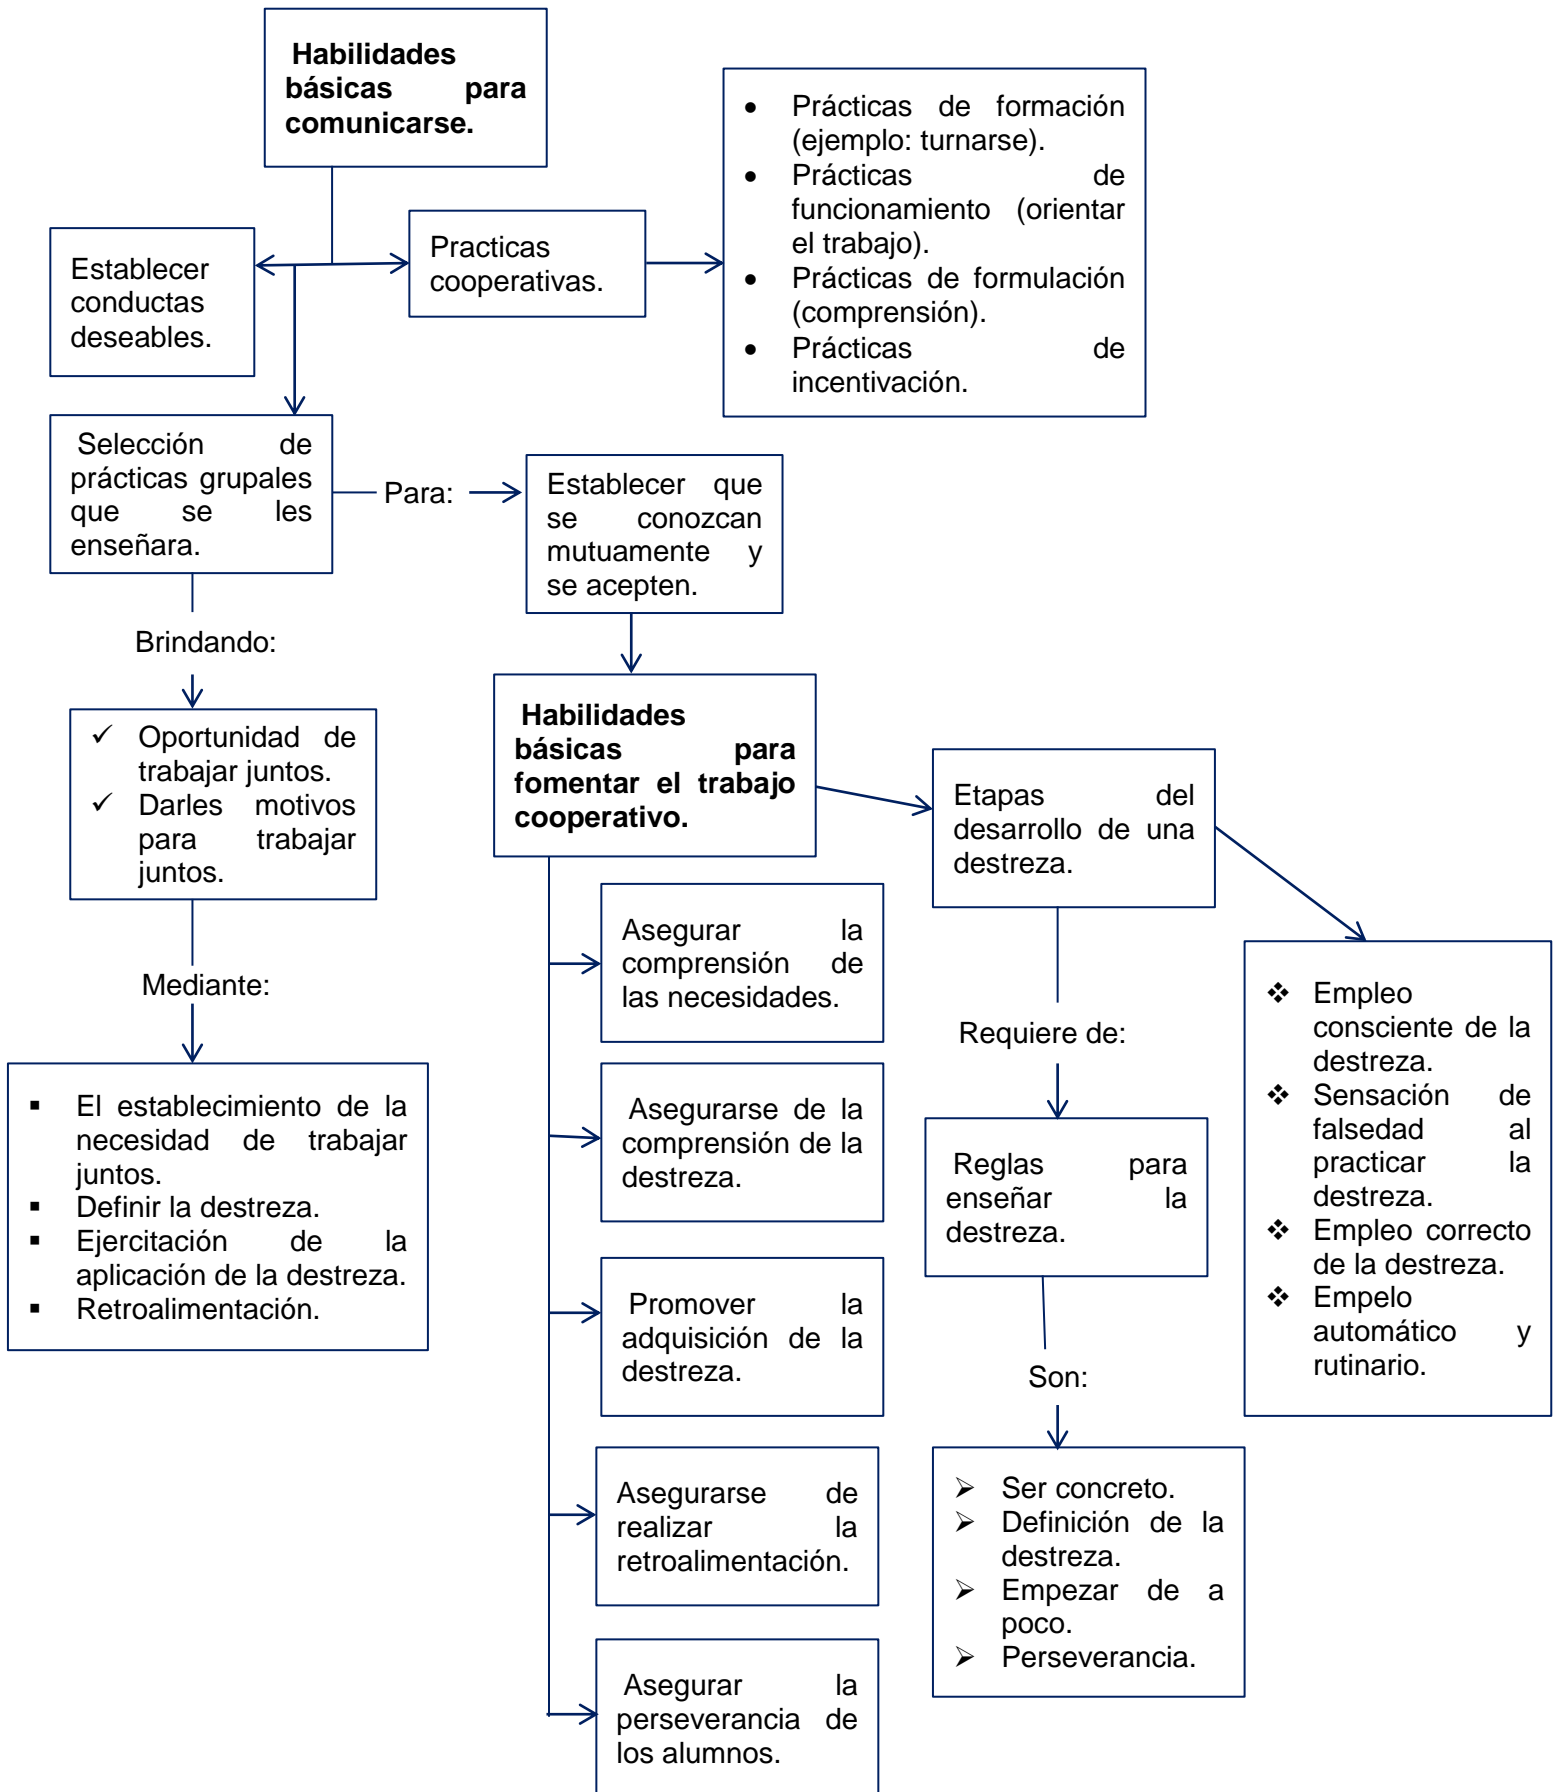 Habilidades
básicas para
comunicarse.
• Prácticas de formación
(ejemplo: turnarse).
• Prácticas de
funcionamiento (orientar
el trabajo).
• Prácticas de formulación
(comprensión).
• Prácticas de
incentivación.
Establecer
conductas
deseables.
Practicas
cooperativas.
Selección de
prácticas grupales
que se les
enseñara.
Para:
Establecer que
se conozcan
mutuamente y
se acepten.
Brindando:
✓ Oportunidad de
trabajar juntos.
✓ Darles motivos
para trabajar
juntos.
Mediante:
▪ El establecimiento de la
necesidad de trabajar
juntos.
▪ Definir la destreza.
▪ Ejercitación de la
aplicación de la destreza.
▪ Retroalimentación.
Habilidades
básicas para
fomentar el trabajo
cooperativo.
Asegurar la
comprensión de
las necesidades.
Asegurarse de la
comprensión de la
destreza.
Promover la
adquisición de la
destreza.
Asegurarse de
realizar la
retroalimentación.
Asegurar la
perseverancia de
los alumnos.
Etapas del
desarrollo de una
destreza.
Requiere de:
Reglas para
enseñar la
destreza.
Son:
➢ Ser concreto.
➢ Definición de la
destreza.
➢ Empezar de a
poco.
➢ Perseverancia.
❖ Empleo
consciente de la
destreza.
❖ Sensación de
falsedad al
practicar la
destreza.
❖ Empleo correcto
de la destreza.
❖ Empelo
automático y
rutinario.